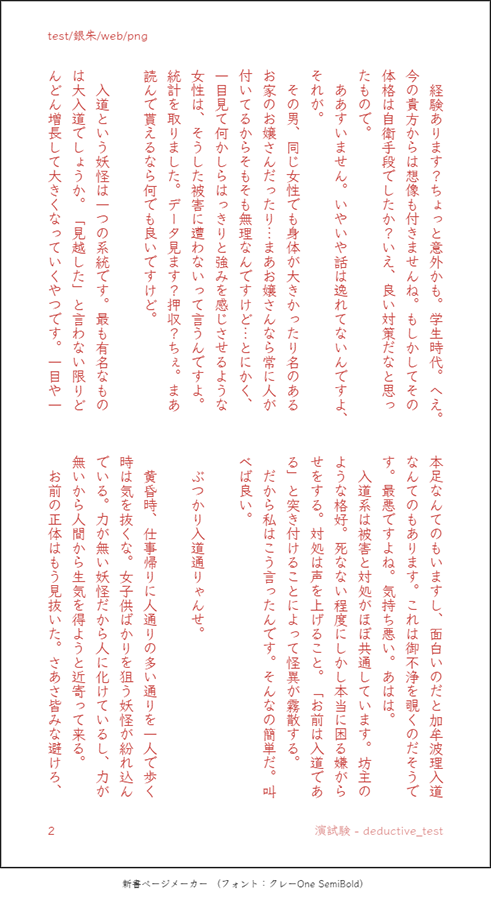 test/銀朱/web/png
　経験あります？ちょっと意外かも。学生時代。へえ。
今の貴方からは想像も付きませんね。もしかしてその
体格は自衛手段でしたか？いえ、良い対策だなと思っ
たもので。
　ああすいません。いやいや話は逸れてないんですよ、
それが。
　その男、同じ女性でも身体が大きかったり名のある
お家のお嬢さんだったり…まあお嬢さんなら常に人が
付いてるからそもそも無理なんですけど…とにかく、
一目見て何かしらはっきりと強みを感じさせるような
女性は、そうした被害に遭わないって言うんですよ。
統計を取りました。データ見ます？押収？ちぇ。まあ
読んで貰えるなら何でも良いですけど。
　入道という妖怪は一つの系統です。最も有名なもの
は大入道でしょうか。「見越した」と言わない限りど
んどん増長して大きくなっていくやつです。一目や一
本足なんてのもいますし、面白いのだと加牟波理入道
なんてのもあります。これは御不浄を覗くのだそうで
す。最悪ですよね。気持ち悪い。あはは。
　入道系は被害と対処がほぼ共通しています。坊主の
ような格好。死なない程度にしかし本当に困る嫌がら
せをする。対処は声を上げること。「お前は入道であ
る」と突き付けることによって怪異が霧散する。
　だから私はこう言ったんです。そんなの簡単だ。叫
べば良い。
　ぶつかり入道通りゃんせ。
　黄昏時、仕事帰りに人通りの多い通りを一人で歩く
時は気を抜くな。女子供ばかりを狙う妖怪が紛れ込ん
でいる。力が無い妖怪だから人に化けているし、力が
無いから人間から生気を得ようと近寄って来る。
　お前の正体はもう見抜いた。さあさ皆みな避けろ、
2
演試験 - deductive_test
新書ページメーカー （フォント：クレーOne SemiBold）